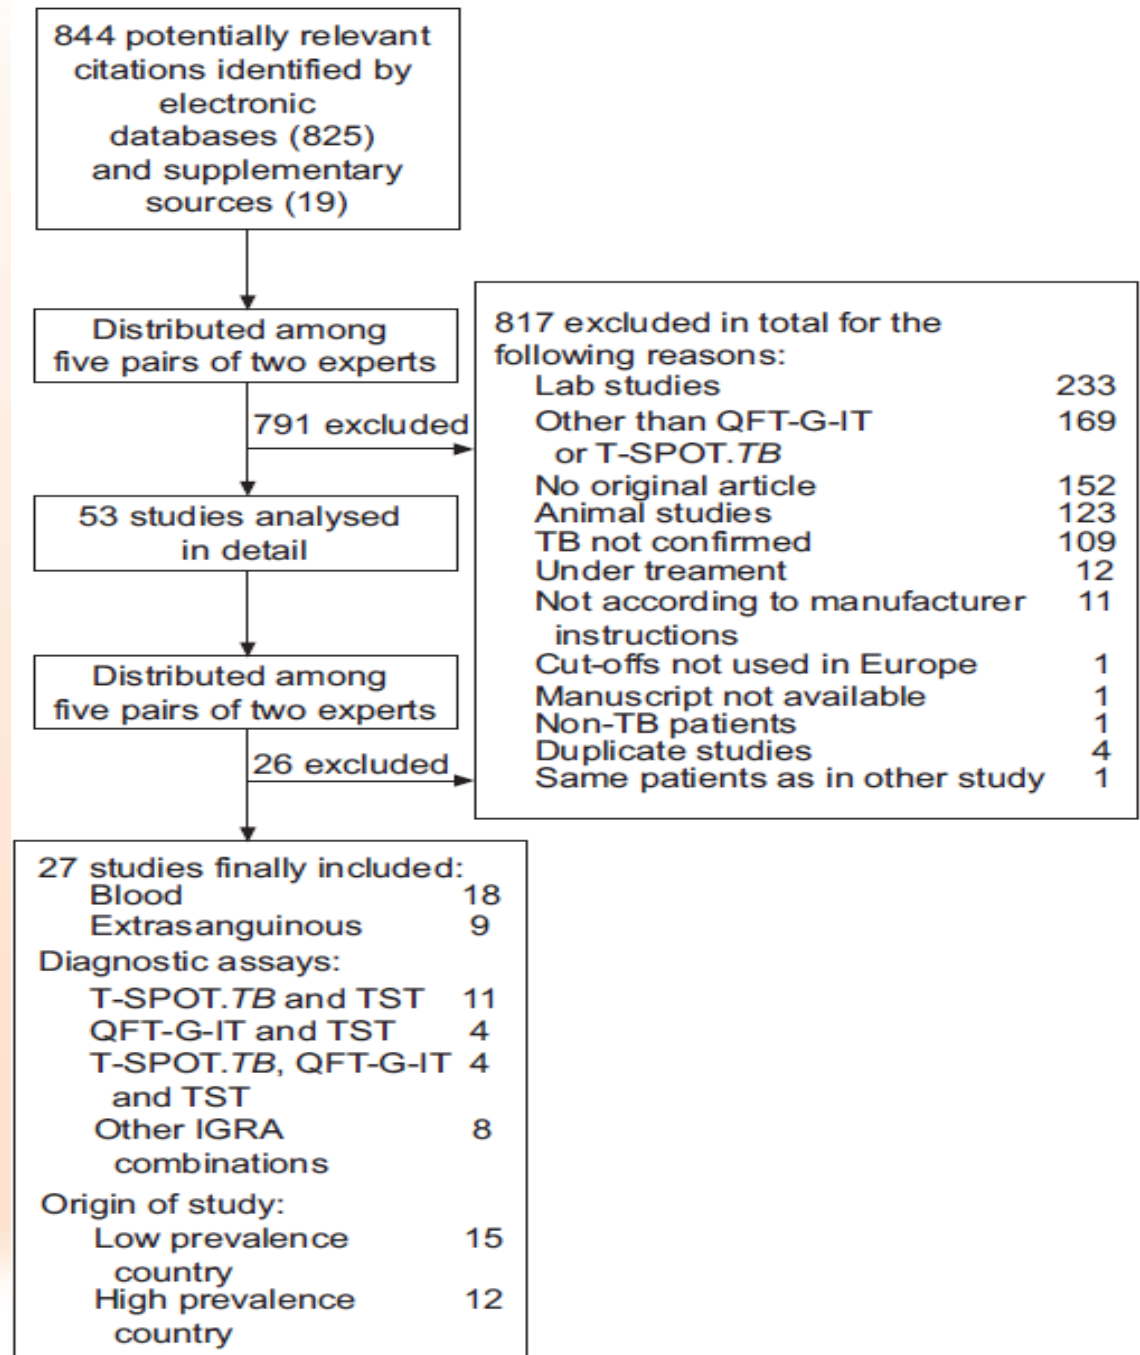 844 potentially relevant
citations identified by
electronic
databases (825)
and supplementary
sources (19)
Distributed among
five pairs of two experts
791 excluded
53 studies analysed
in detail
Distributed among
five pairs of two experts
26 excluded
817 excluded in total for the
following reasons:
Lab studies 233
Other than QFT-G-IT 169
or T-SPOT.TB
No original article 152
Animal studies 123
TB not confirmed 109
Under treament 12
Not according to manufacturer 11
instructions
Cut-offs not used in Europe 1
Manuscript not available 1
Non-TB patients 1
Duplicate studies 4
Same patients as in other study 1
27 studies finally included:
Blood 18
Extrasanguinous 9
Diagnostic assays:
T-SPOT.TB and TST 11
QFT-G-IT and TST 4
T-SPOT.TB, QFT-G-IT 4
and TST
Other IGRA 8
combinations
Origin of study:
Low prevalence 15
country
High prevalence 12
country